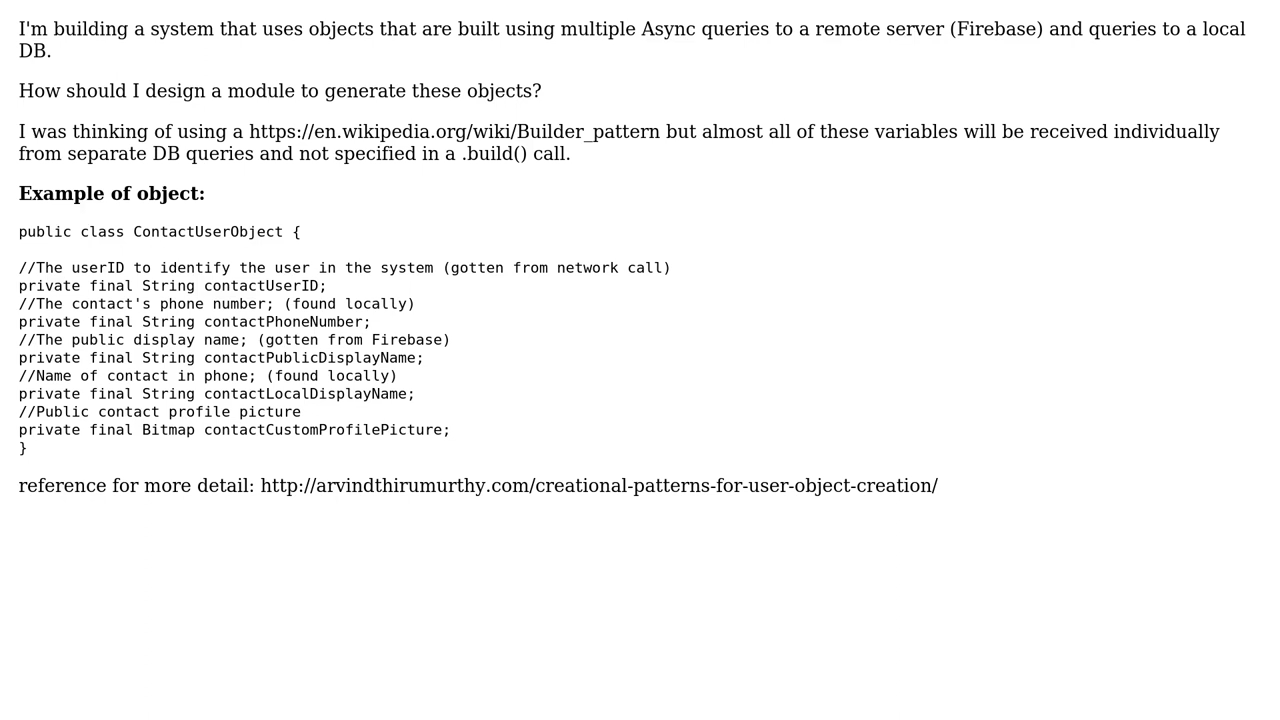 I'm building a system that uses objects that are built using multiple Async queries to a remote server (Firebase) and queries to a local
DB.
How should I design a module to generate these objects?
I was thinking of using a https://en.wikipedia.org/wiki/Builder_pattern but almost all of these variables will be received individually
from separate DB queries and not specified in a .build() call.
Example of object:
public class ContactUserObject {
//The userID to identify the user in the system (gotten from network call)
private final String contactUserID;
//The contact's phone number; (found locally)
private final String contactPhoneNumber;
//The public display name; (gotten from Firebase)
private final String contactPublicDisplayName;
//Name of contact in phone; (found locally)
private final String contactLocalDisplayName;
//Public contact profile picture
private final Bitmap contactCustomProfilePicture;
}
reference for more detail: http://arvindthirumurthy.com/creational-patterns-for-user-object-creation/